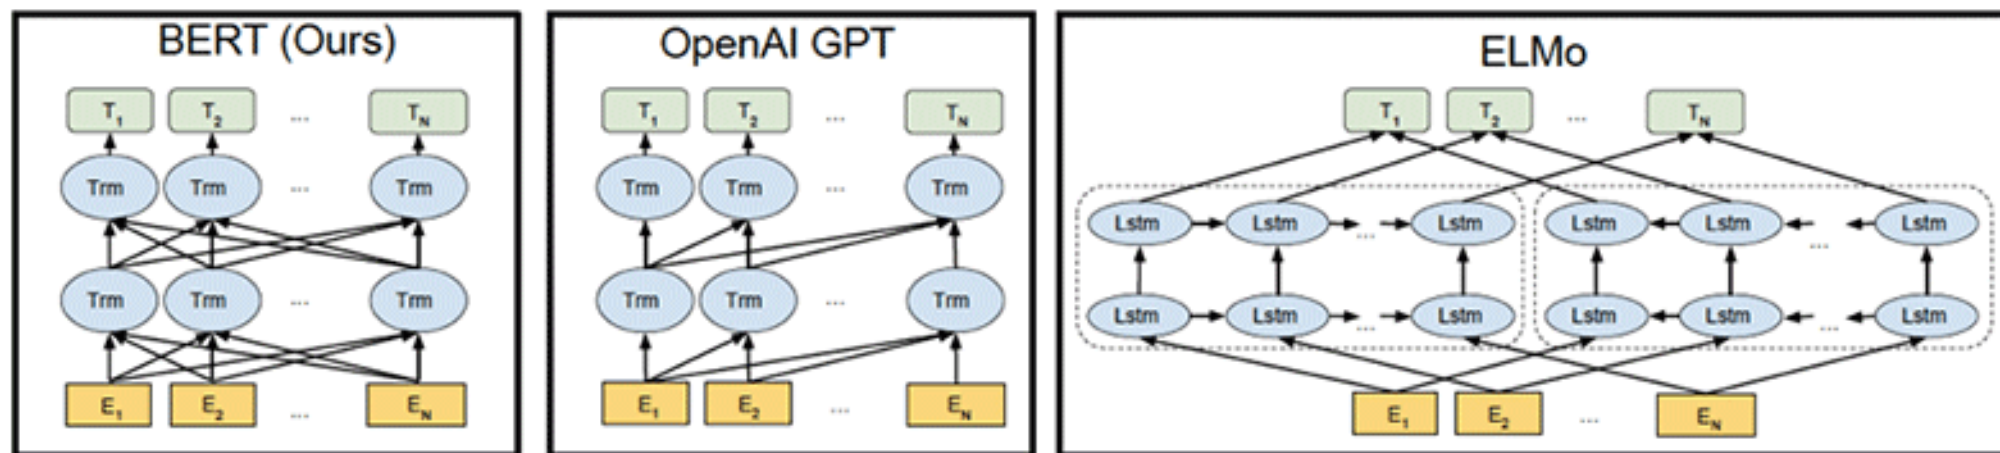 BERT (Ours)
T1 T2 ... TN
Trm Trm ... Trm
Trm Trm ... Trm
E1 E2 ... EN
OpenAI GPT
T1 T2 ... TN
Trm Trm ... Trm
Trm Trm ... Trm
E1 E2 ... EN
ELMo
T1 T2 ... TN
Lstm Lstm ... Lstm Lstm Lstm ... Lstm
Lstm Lstm ... Lstm Lstm Lstm ... Lstm
E1 E2 ... EN